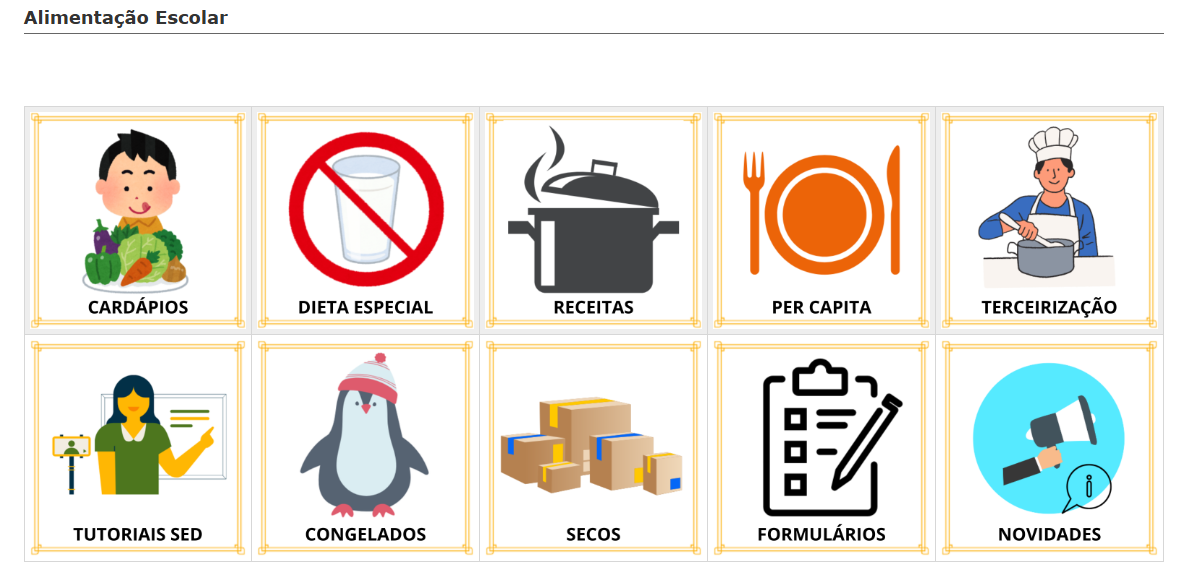 Alimentação Escolar
CARDÁPIOS
DIETA ESPECIAL
RECEITAS
PER CAPITA
TERCEIRIZAÇÃO
TUTORIAIS SED
CONGELADOS
SECOS
FORMULÁRIOS
NOVIDADES